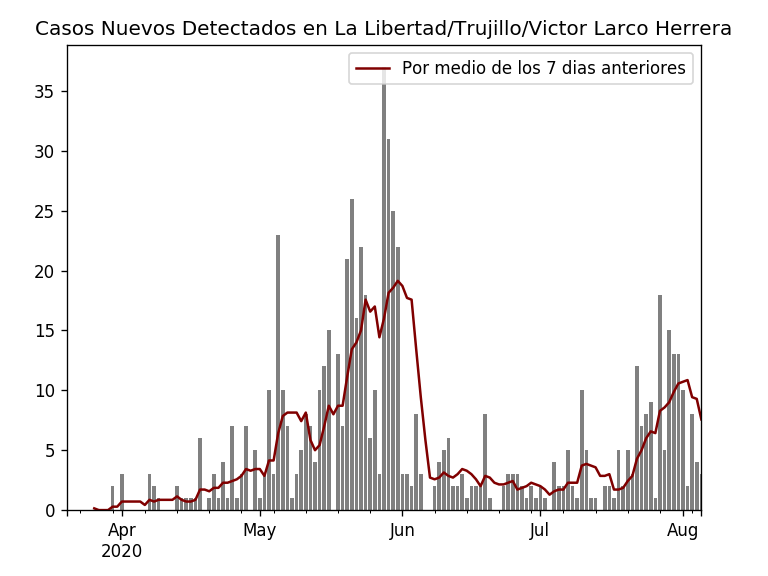 Casos Nuevos Detectados en La Libertad/Trujillo/Victor Larco Herrera
Por medio de los 7 dias anteriores
35
30
25
20
15
10
5
0
Apr
2020
May
Jun
Jul
Aug